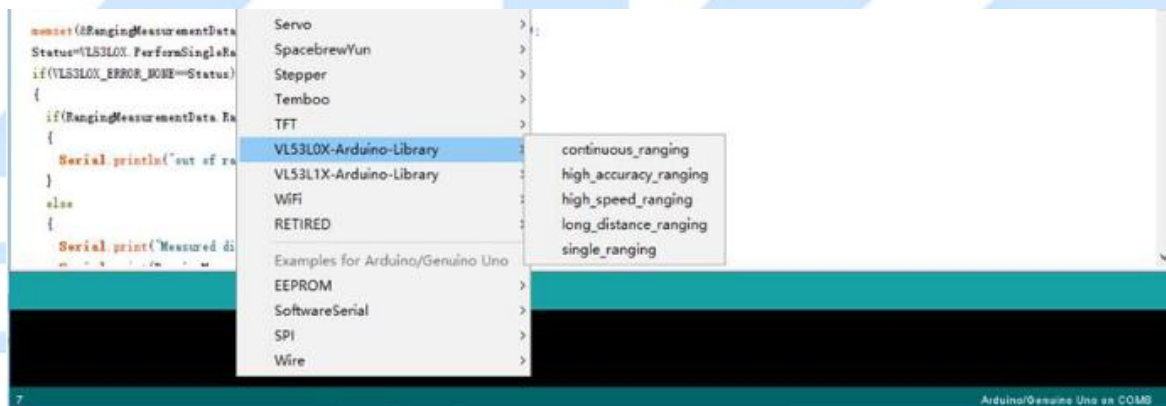 memset(&RangingMeasurementData
Status=VL53L0X.PerformSingleRa
if(VL53L0X_ERROR_NONE==Status)
{
if(RangingMeasurementData.Ra
{
Serial.println("out of ra
}
else
{
Serial.print("Measured di
Servo
SpacebrewYun
Stepper
Temboo
TFT
VL53L0X-Arduino-Library
VL53L1X-Arduino-Library
WiFi
RETIRED
Examples for Arduino/Genuino Uno
EEPROM
SoftwareSerial
SPI
Wire
continuous_ranging
high_accuracy_ranging
high_speed_ranging
long_distance_ranging
single_ranging
7
Arduino/Genuino Uno on COM8